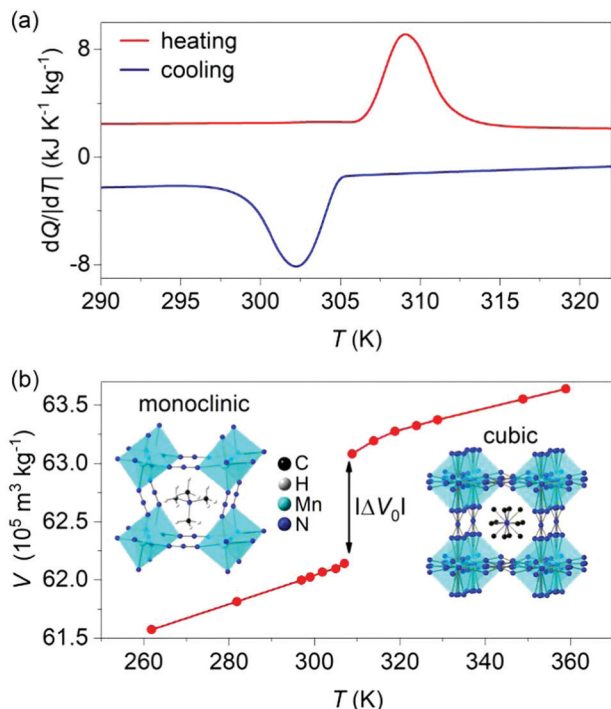 (a)
heating
cooling
dQ/|dT| (kJ K⁻¹ kg⁻¹)
8
0
-8
290 295 300 305 310 315 320
T (K)
(b)
63.5
63.0
62.5
62.0
61.5
V (10⁵ m³ kg⁻¹)
monoclinic
C
H
Mn
N
|ΔV₀|
cubic
260 280 300 320 340 360
T (K)